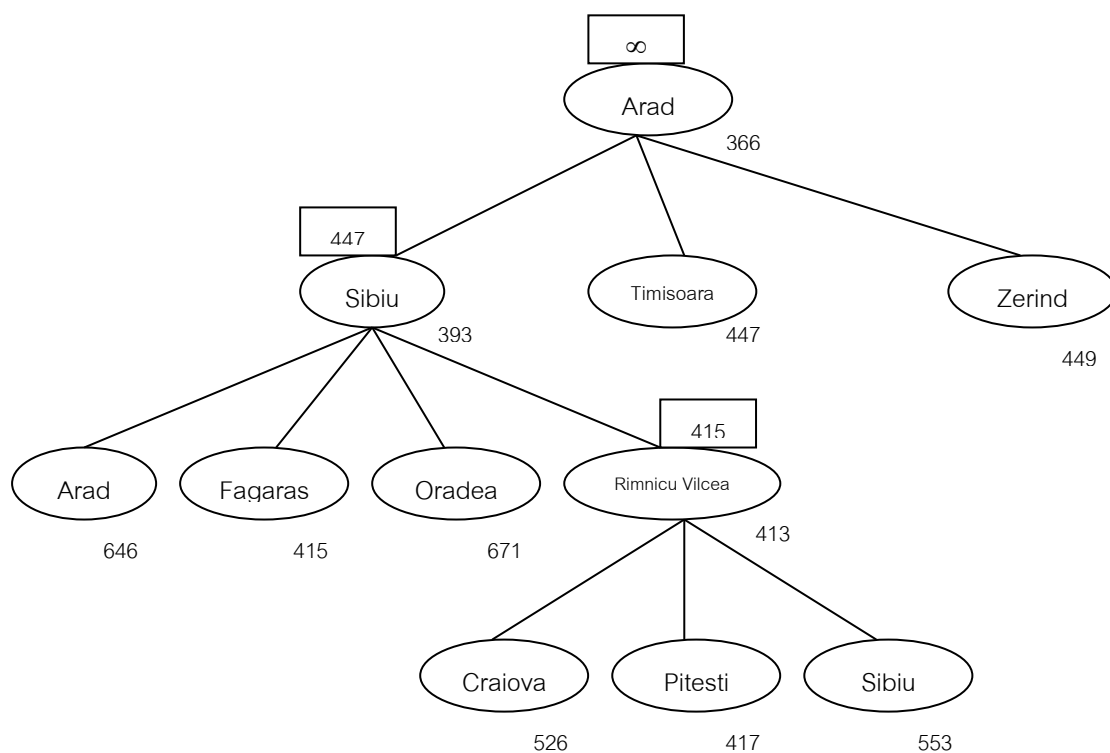 ∞
Arad
366
447
Sibiu
393
Timisoara
447
Zerind
449
Arad
646
Fagaras
415
Oradea
671
415
Rimnicu Vilcea
413
Craiova
526
Pitesti
417
Sibiu
553